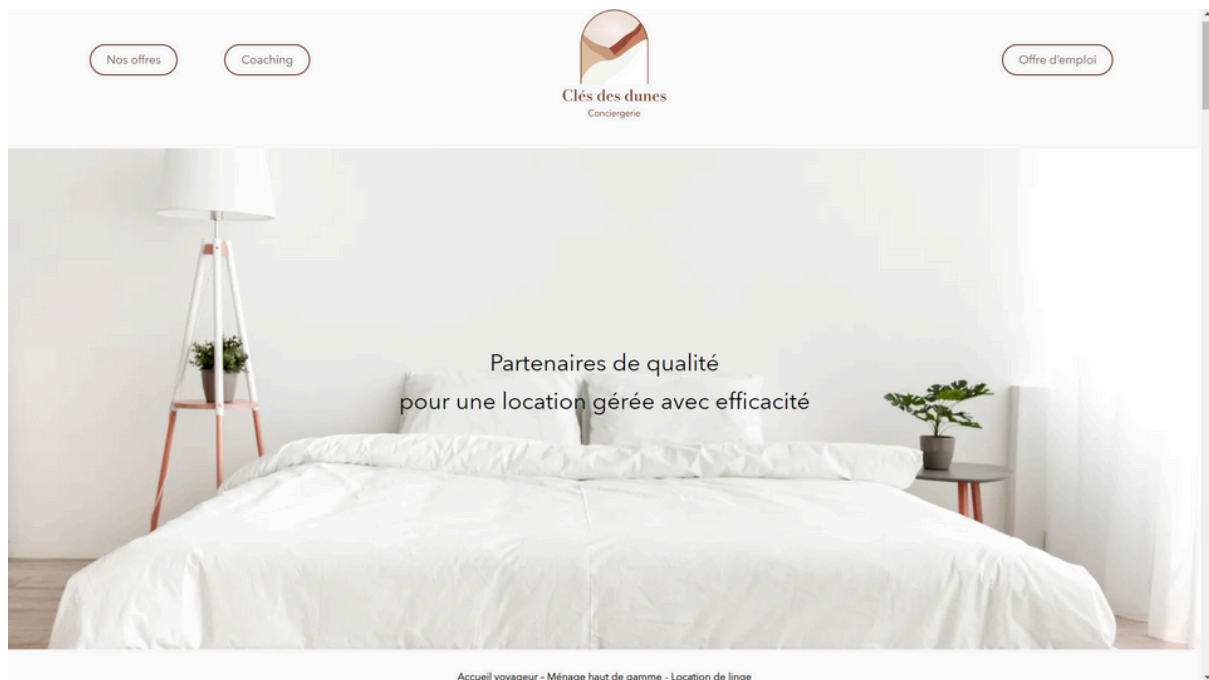 Nos offres
Coaching
Clés des dunes
Conciergerie
Offre d'emploi
Partenaires de qualité
pour une location gérée avec efficacité
Accueil voyageur - Ménage haut de gamme - Location de linge